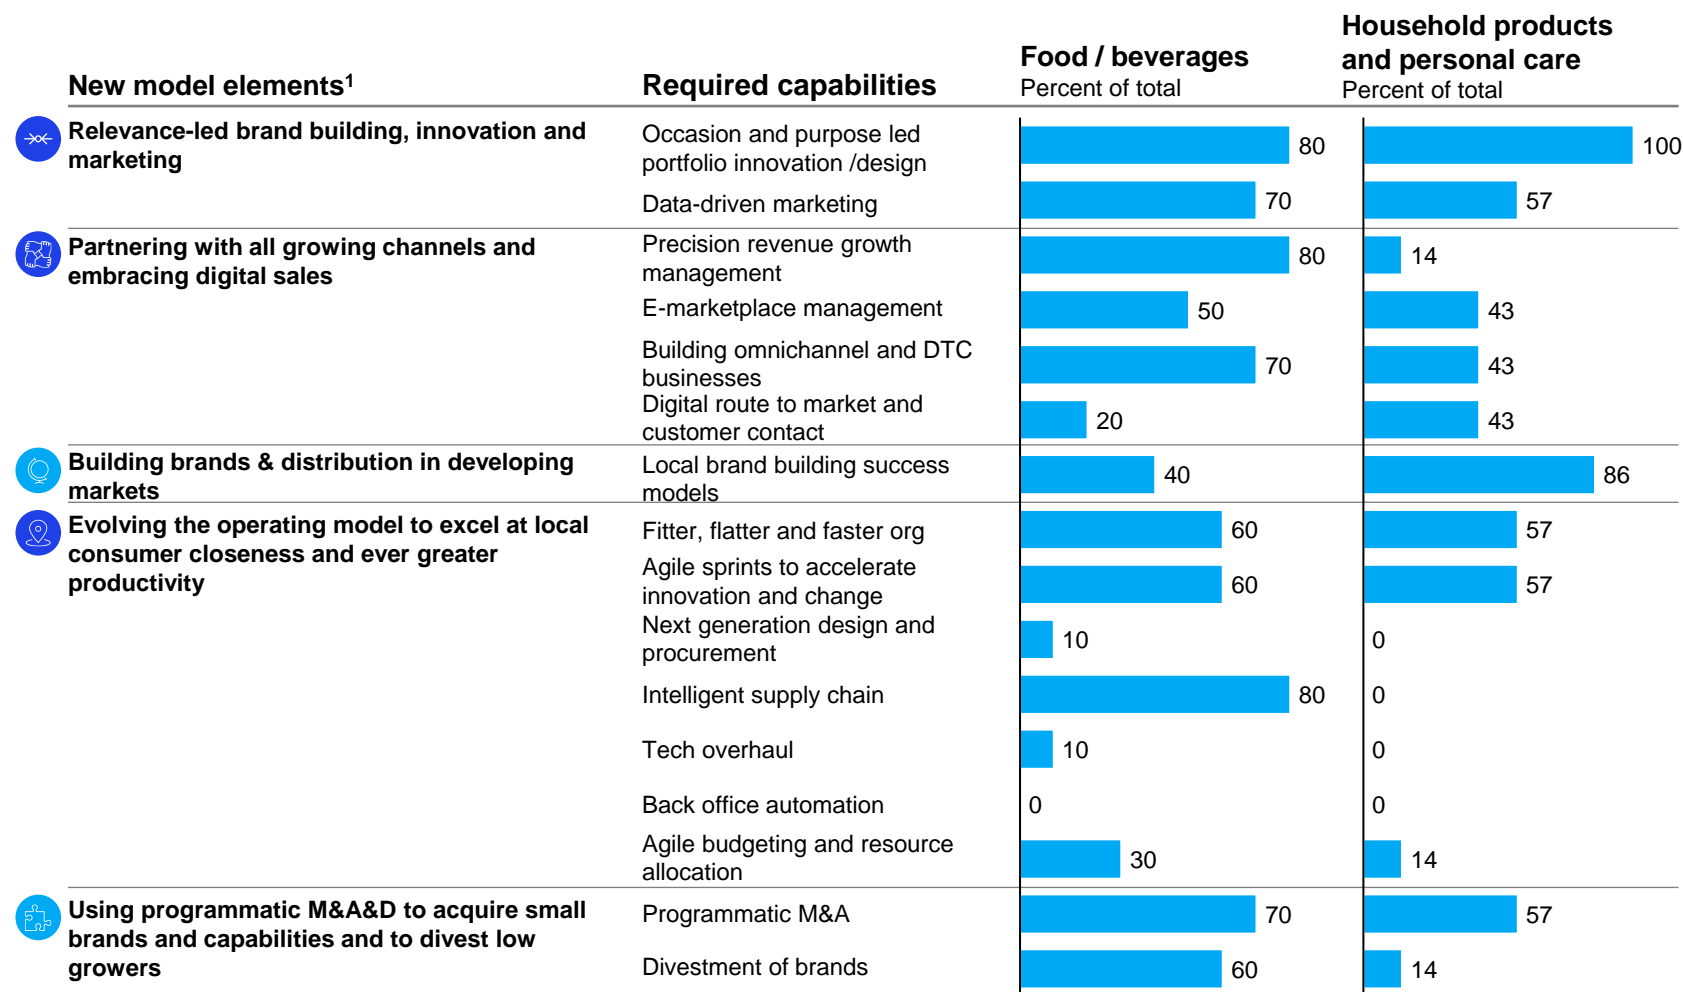 Household products
and personal care
Percent of total
Food / beverages
Percent of total
New model elements¹
Required capabilities
Relevance-led brand building, innovation and
marketing
Occasion and purpose led
portfolio innovation /design
80
100
Data-driven marketing
70
57
Partnering with all growing channels and
embracing digital sales
Precision revenue growth
management
80
14
E-marketplace management
50
43
Building omnichannel and DTC
businesses
70
43
Digital route to market and
customer contact
20
43
Building brands & distribution in developing
markets
Local brand building success
models
40
86
Evolving the operating model to excel at local
consumer closeness and ever greater
productivity
Fitter, flatter and faster org
60
57
Agile sprints to accelerate
innovation and change
60
57
Next generation design and
procurement
10
0
Intelligent supply chain
80
0
Tech overhaul
10
0
Back office automation
0
0
Agile budgeting and resource
allocation
30
14
Using programmatic M&A&D to acquire small
brands and capabilities and to divest low
growers
Programmatic M&A
70
57
Divestment of brands
60
14